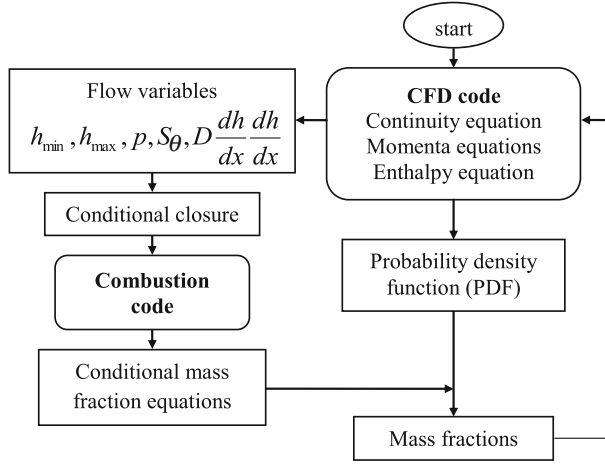 start
CFD code
Continuity equation
Momenta equations
Enthalpy equation
Flow variables
h_min , h_max , p, S_θ, D dh/dx dh/dx
Conditional closure
Combustion
code
Probability density
function (PDF)
Conditional mass
fraction equations
Mass fractions